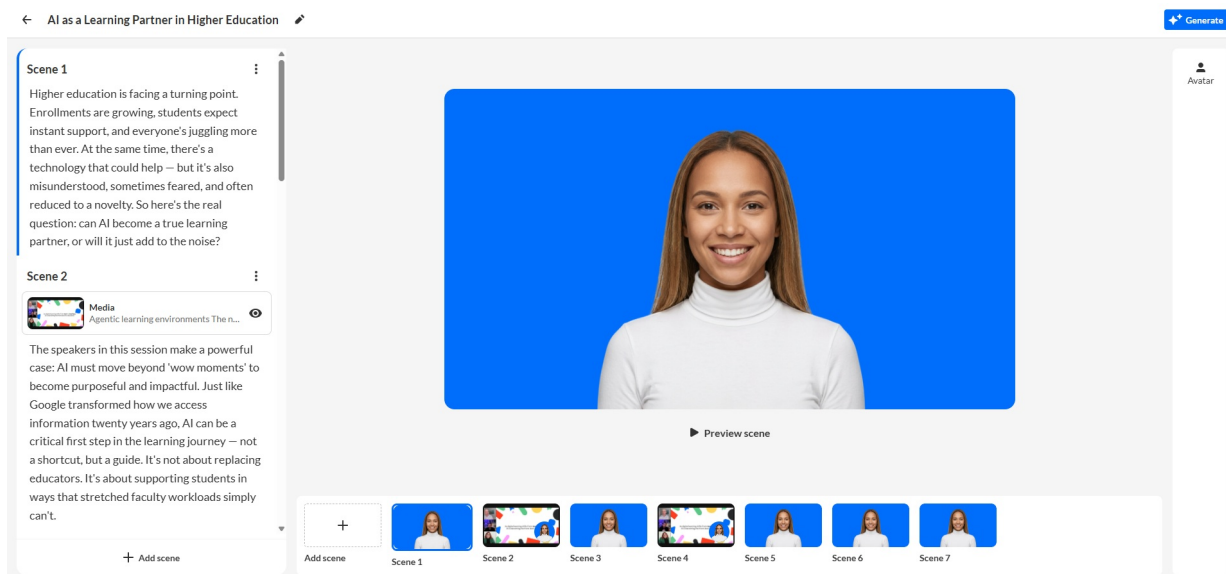 AI as a Learning Partner in Higher Education
Generate
Scene 1
Higher education is facing a turning point.
Enrollments are growing, students expect
instant support, and everyone's juggling more
than ever. At the same time, there's a
technology that could help — but it's also
misunderstood, sometimes feared, and often
reduced to a novelty. So here's the real
question: can AI become a true learning
partner, or will it just add to the noise?
Scene 2
Media
Agentic learning environments The n...
The speakers in this session make a powerful
case: AI must move beyond 'wow moments' to
become purposeful and impactful. Just like
Google transformed how we access
information twenty years ago, AI can be a
critical first step in the learning journey — not
a shortcut, but a guide. It's not about replacing
educators. It's about supporting students in
ways that stretched faculty workloads simply
can't.
+ Add scene
Preview scene
Avatar
Add scene
Scene 1
Scene 2
Scene 3
Scene 4
Scene 5
Scene 6
Scene 7